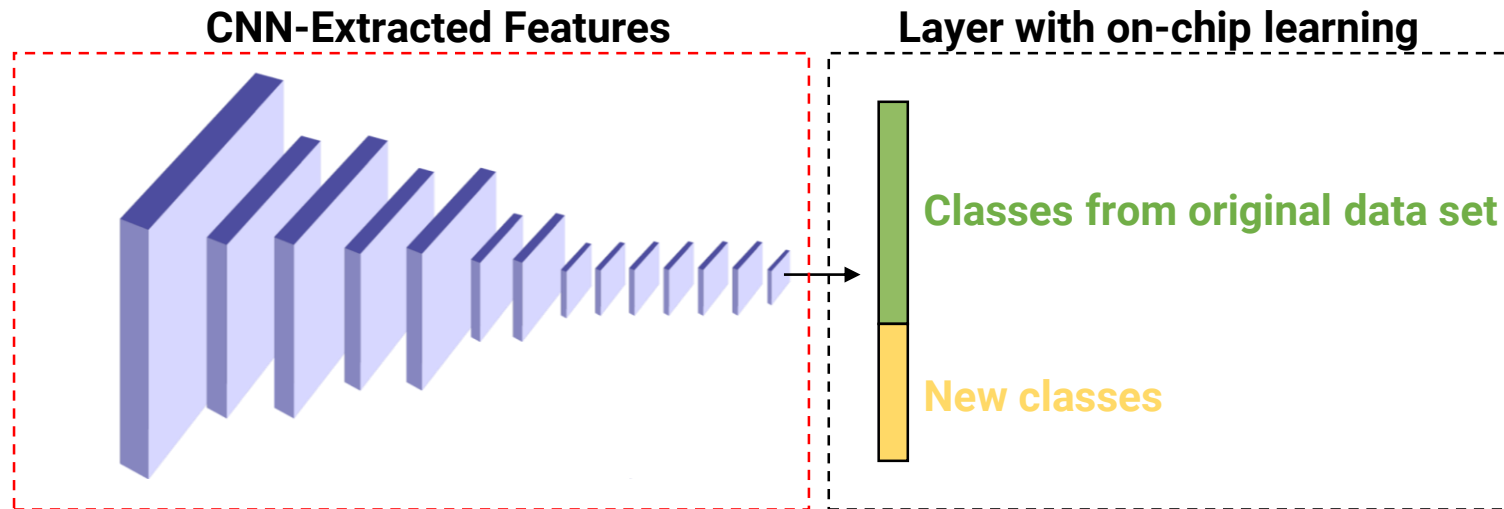 CNN-Extracted Features
Layer with on-chip learning
Classes from original data set
New classes